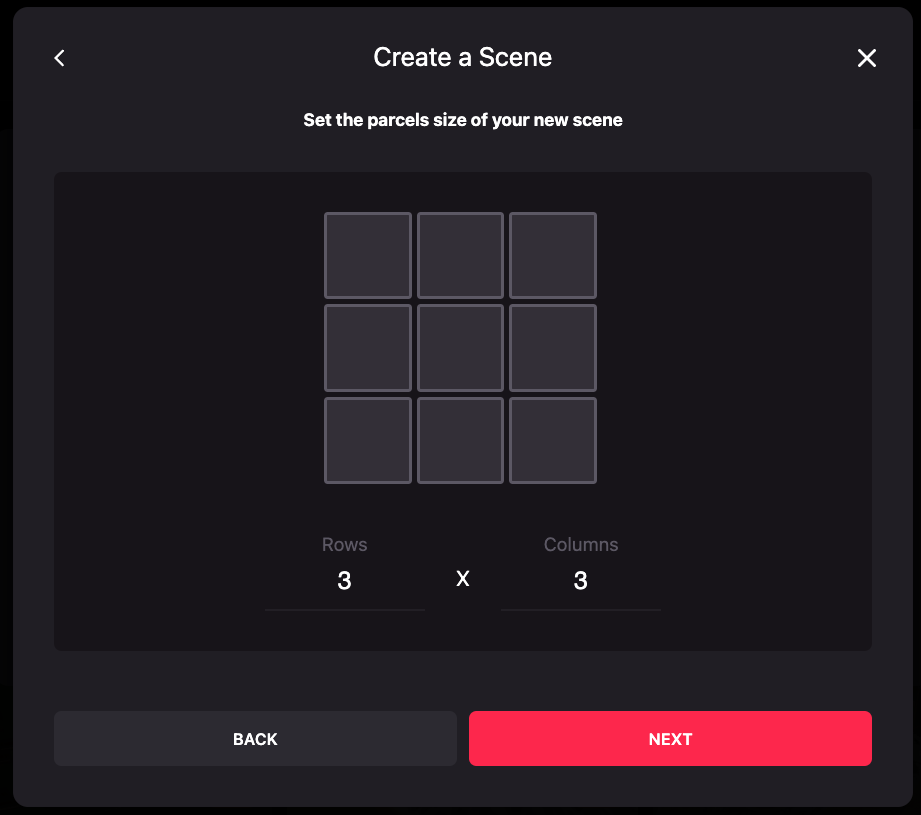 Create a Scene
Set the parcels size of your new scene
Rows
Columns
3 X 3
BACK
NEXT